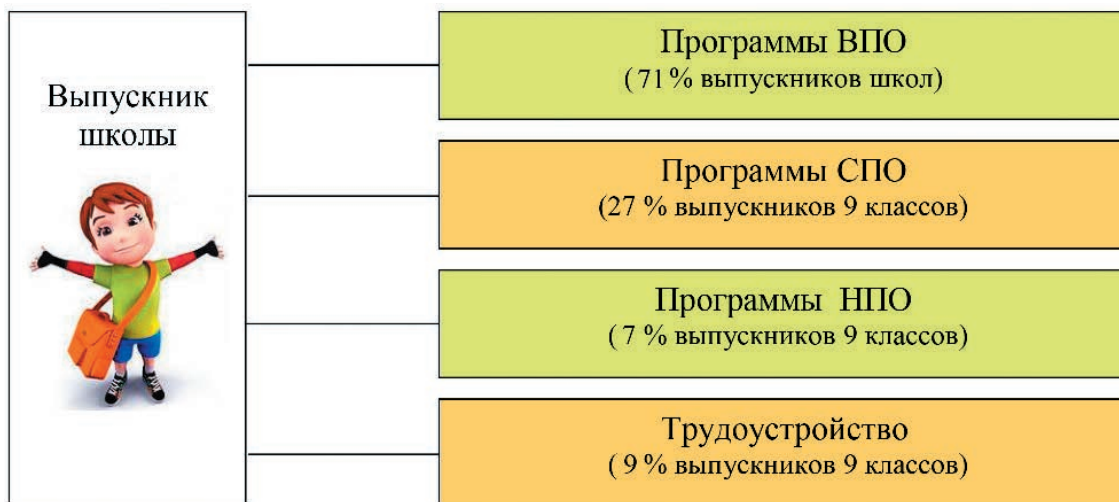 Выпускник
школы
Программы ВПО
(71 % выпускников школ)
Программы СПО
(27 % выпускников 9 классов)
Программы НПО
( 7 % выпускников 9 классов)
Трудоустройство
( 9 % выпускников 9 классов)